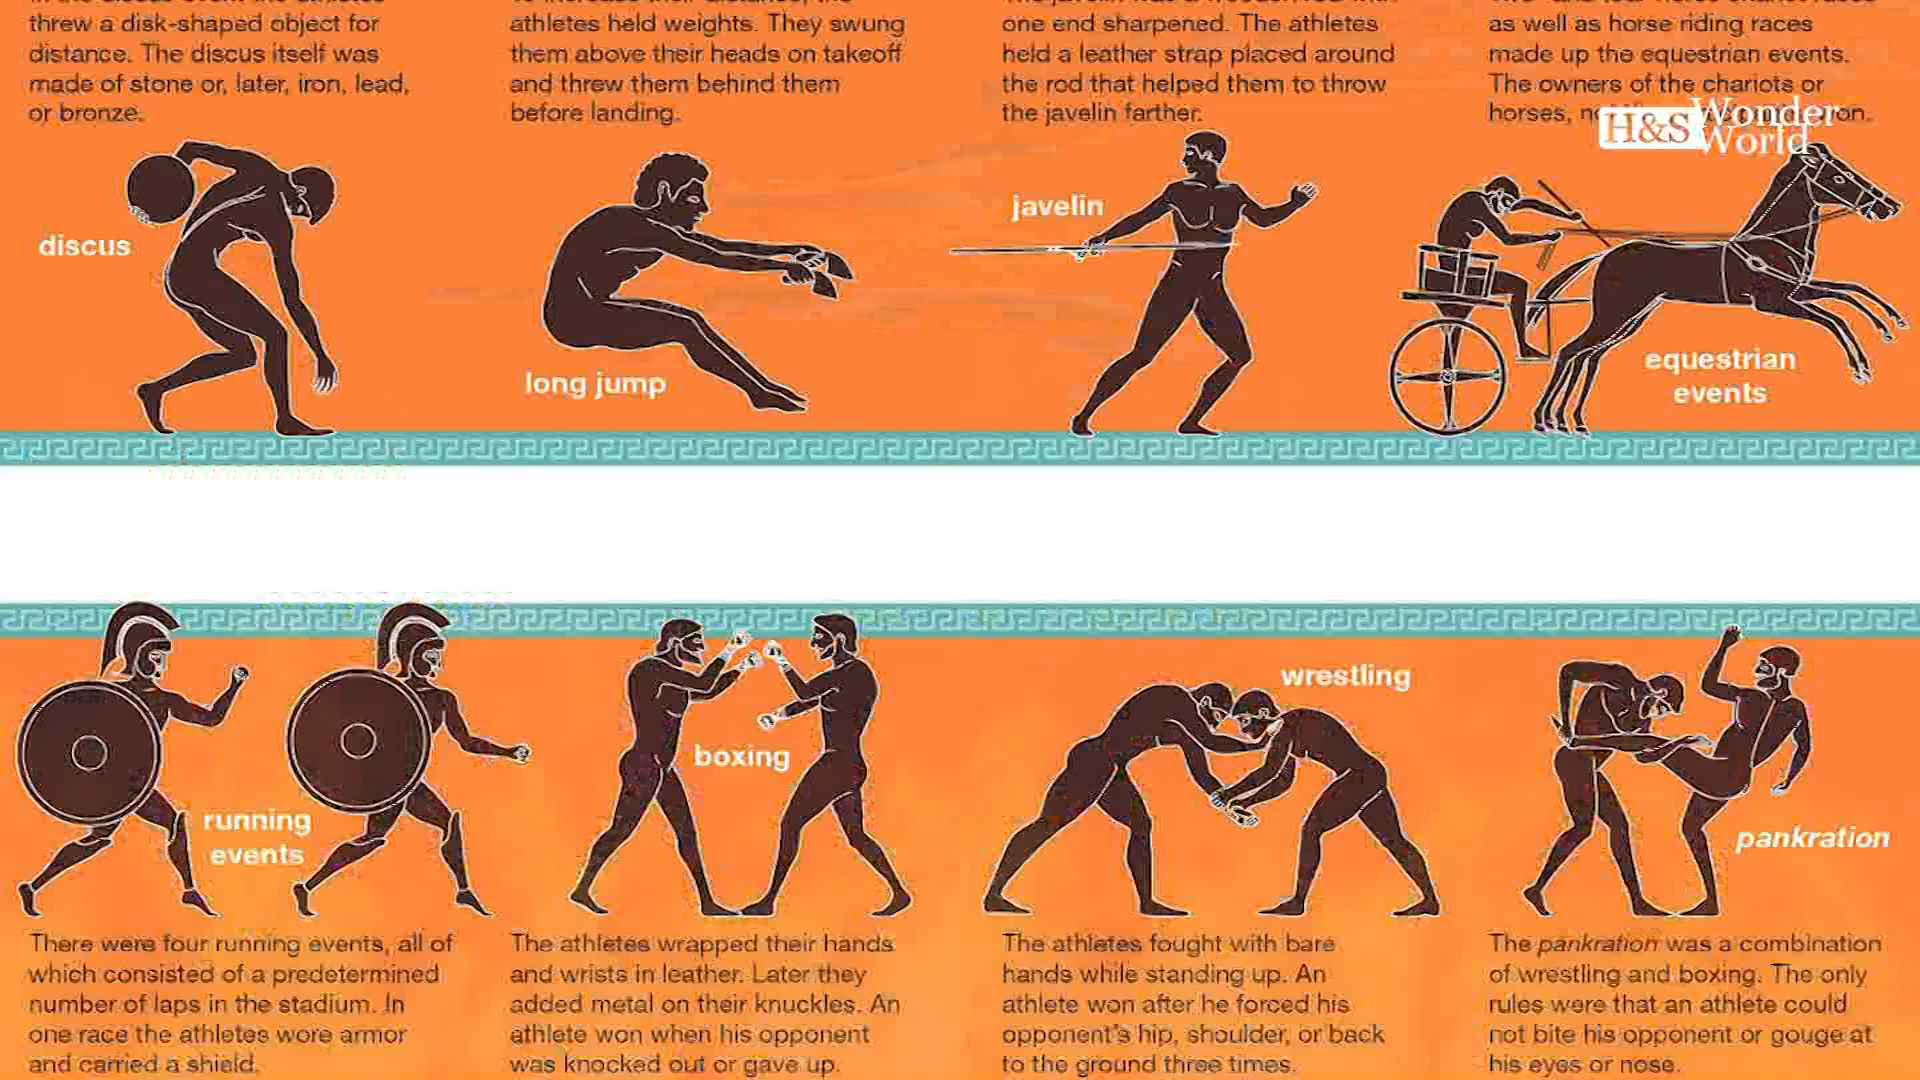 threw a disk-shaped object for
distance. The discus itself was
made of stone or, later, iron, lead,
or bronze.
athletes held weights. They swung
them above their heads on takeoff
and threw them behind them
before landing.
one end sharpened. The athletes
held a leather strap placed around
the rod that helped them to throw
the javelin farther.
as well as horse riding races
made up the equestrian events.
The owners of the chariots or
horses,
H&S Wonder
World
discus
long jump
javelin
equestrian
events
running
events
boxing
wrestling
pankration
There were four running events, all of
which consisted of a predetermined
number of laps in the stadium. In
one race the athletes wore armor
and carried a shield.
The athletes wrapped their hands
and wrists in leather. Later they
added metal on their knuckles. An
athlete won when his opponent
was knocked out or gave up.
The athletes fought with bare
hands while standing up. An
athlete won after he forced his
opponent's hip, shoulder, or back
to the ground three times.
The pankration was a combination
of wrestling and boxing. The only
rules were that an athlete could
not bite his opponent or gouge at
his eyes or nose.